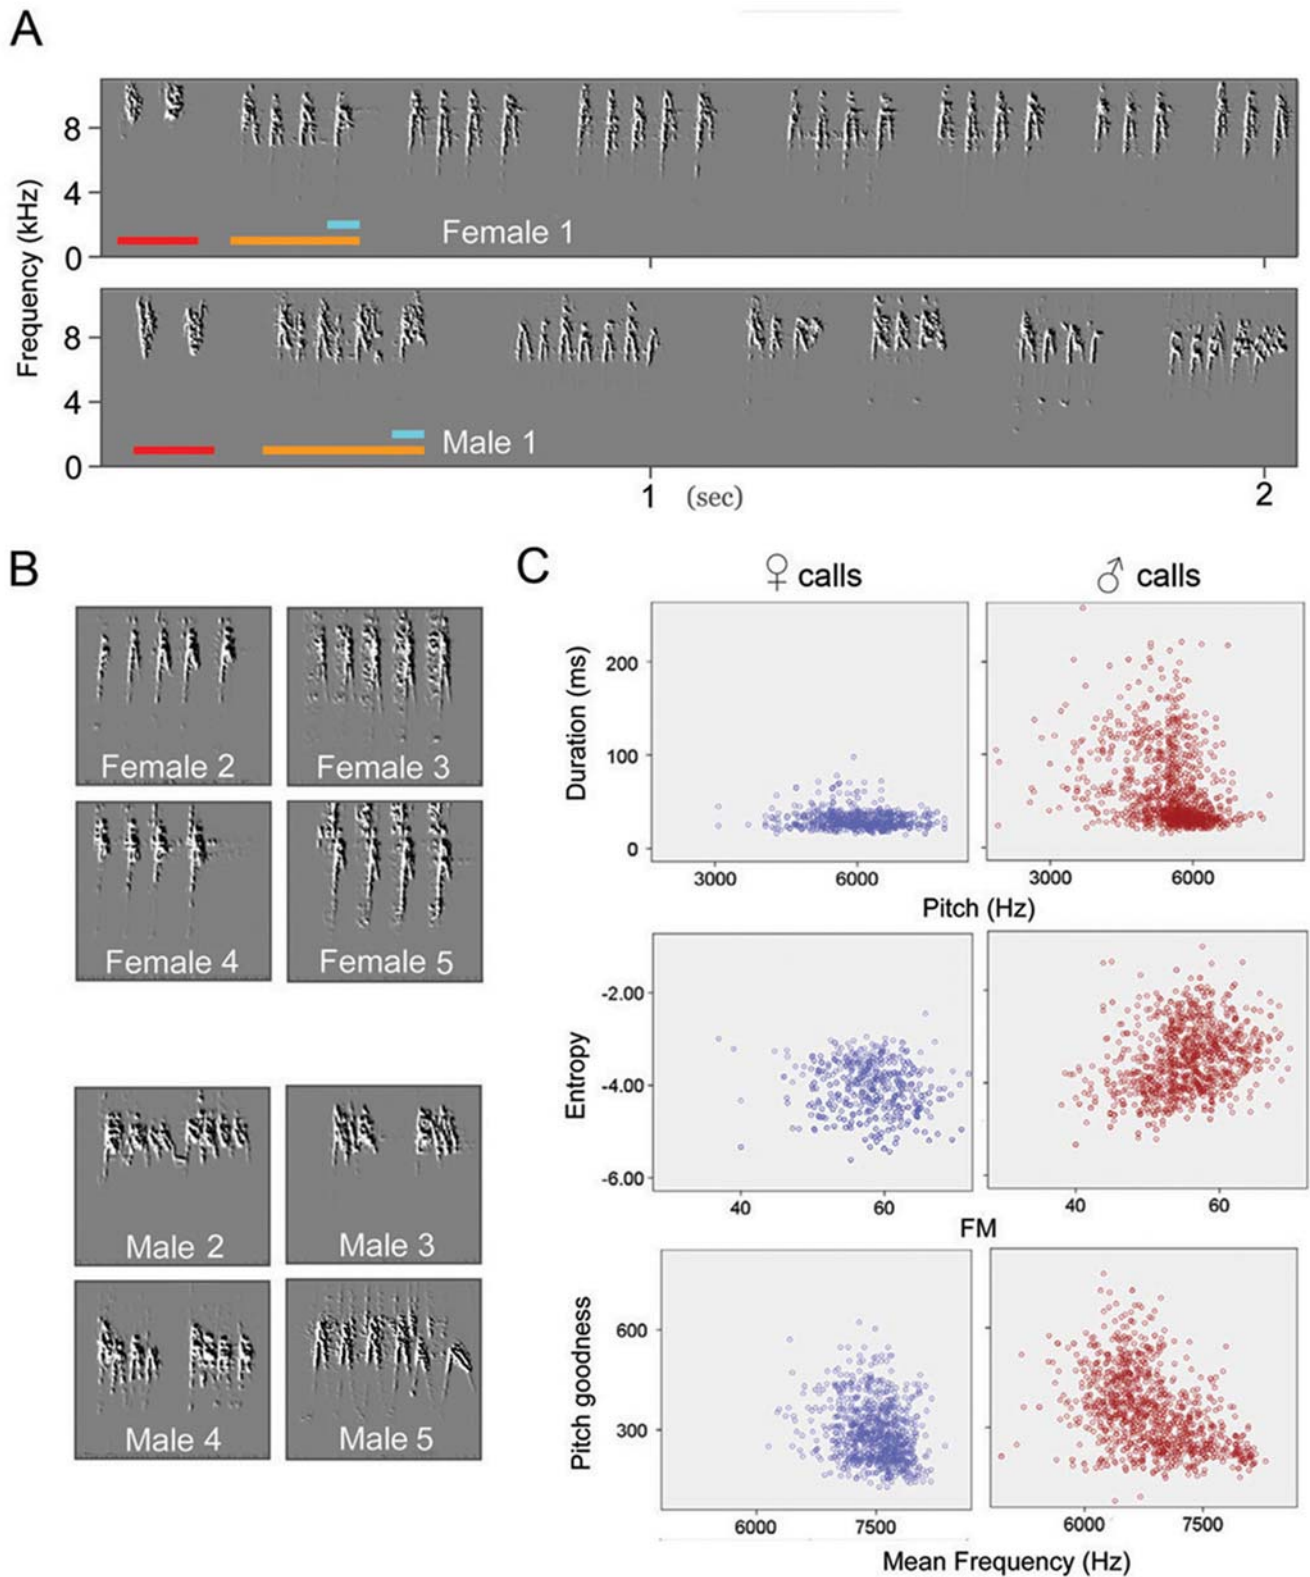 A
Frequency (kHz)
8
4
0
Female 1
8
4
0
Male 1
1
(sec)
2
B
Female 2
Female 3
Female 4
Female 5
Male 2
Male 3
Male 4
Male 5
C
♀ calls
♂ calls
Duration (ms)
200
100
0
3000
6000
3000
6000
Pitch (Hz)
Entropy
-2.00
-4.00
-6.00
40
60
40
60
FM
Pitch goodness
600
300
6000
7500
6000
7500
Mean Frequency (Hz)